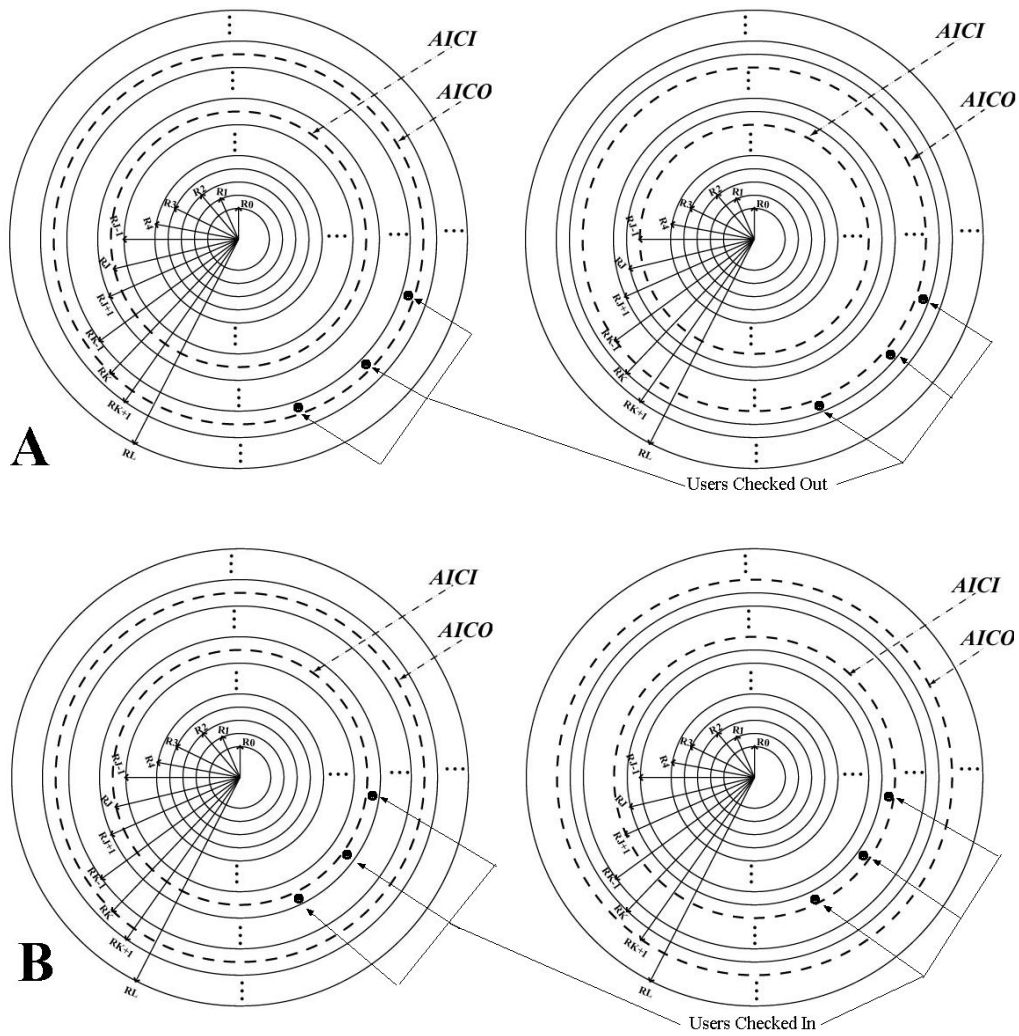 AICI
AICO
R0
R1
R2
R3
R4
RJ-1
RJ
RJ+1
RK-1
RK
RK+1
RL
AICI
AICO
R0
R1
R2
R3
R4
RJ-1
RJ
RJ+1
RK-1
RK
RK+1
RL
A
Users Checked Out
AICI
AICO
R0
R1
R2
R3
R4
RJ-1
RJ
RJ+1
RK-1
RK
RK+1
RL
AICI
AICO
R0
R1
R2
R3
R4
RJ-1
RJ
RJ+1
RK-1
RK
RK+1
RL
B
Users Checked In